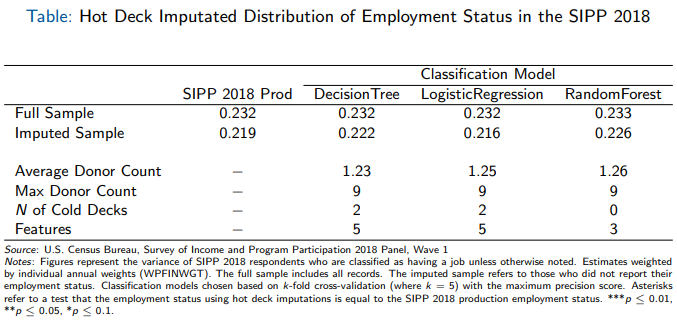 Table: Hot Deck Imputated Distribution of Employment Status in the SIPP 2018
Classification Model
SIPP 2018 Prod DecisionTree LogisticRegression RandomForest
Full Sample 0.232 0.232 0.232 0.233
Imputed Sample 0.219 0.222 0.216 0.226
Average Donor Count – 1.23 1.25 1.26
Max Donor Count – 9 9 9
N of Cold Decks – 2 2 0
Features – 5 5 3
Source: U.S. Census Bureau, Survey of Income and Program Participation 2018 Panel, Wave 1
Notes: Figures represent the variance of SIPP 2018 respondents who are classified as having a job unless otherwise noted. Estimates weighted
by individual annual weights (WPFINWGT). The full sample includes all records. The imputed sample refers to those who did not report their
employment status. Classification models chosen based on k-fold cross-validation (where k = 5) with the maximum precision score. Asterisks
refer to a test that the employment status using hot deck imputations is equal to the SIPP 2018 production employment status. ***p ≤ 0.01,
**p ≤ 0.05, *p ≤ 0.1.